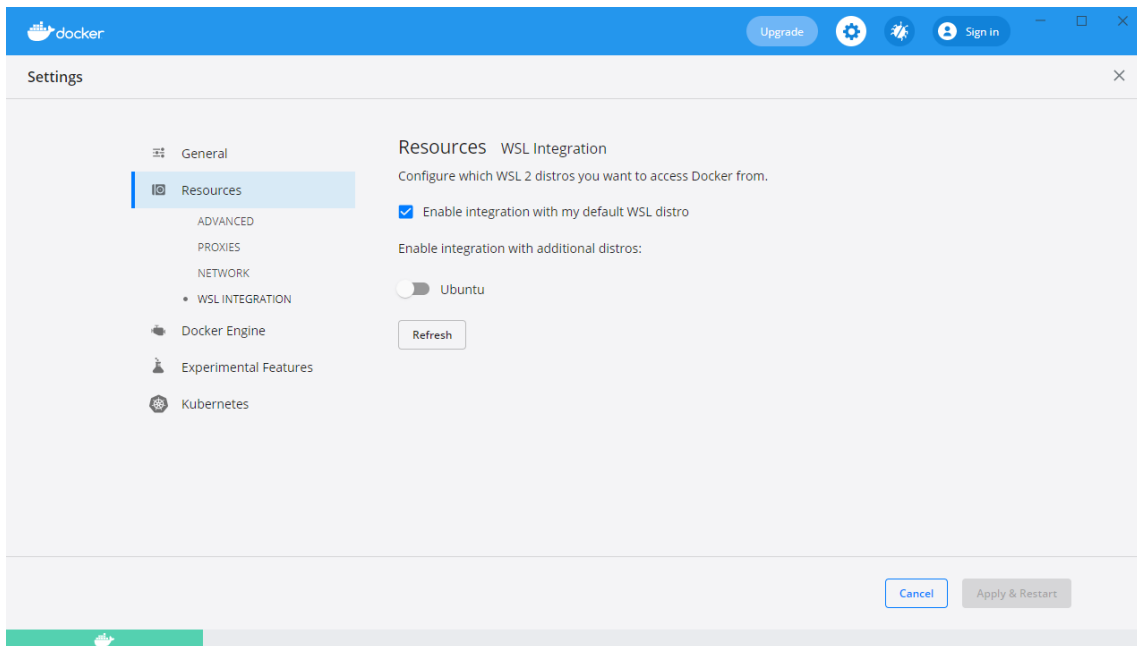 docker
Upgrade
Sign in
Settings
General
Resources
ADVANCED
PROXIES
NETWORK
WSL INTEGRATION
Docker Engine
Experimental Features
Kubernetes
Resources WSL Integration
Configure which WSL 2 distros you want to access Docker from.
Enable integration with my default WSL distro
Enable integration with additional distros:
Ubuntu
Refresh
Cancel
Apply & Restart